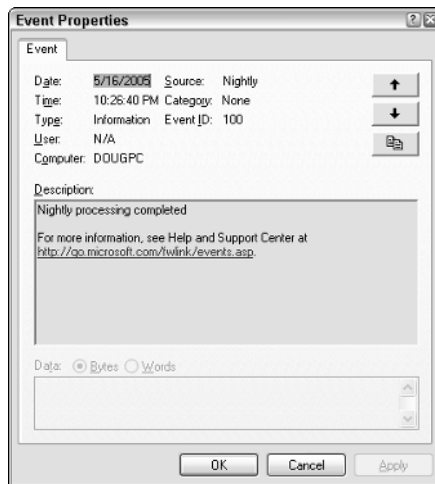 Event Properties
Event
Date: 5/16/2005 Source: Nightly
Time: 10:26:40 PM Category: None
Type: Information Event ID: 100
User: N/A
Computer: DOUGPC
Description:
Nightly processing completed
For more information, see Help and Support Center at
http://go.microsoft.com/fwlink/events.asp.
Data: Bytes Words
OK Cancel Apply